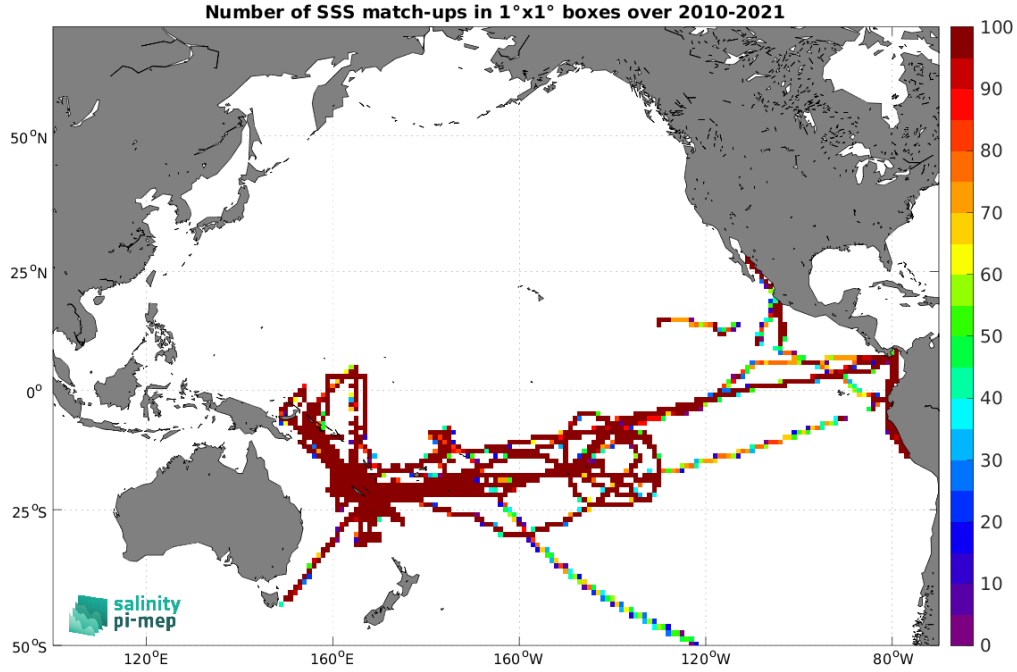 Number of SSS match-ups in 1°x1° boxes over 2010-2021
100
90
80
70
60
50
40
30
20
10
0
50°N
25°N
0°
25°S
50°S
120°E
160°E
160°W
120°W
80°W
salinity
pi-mep